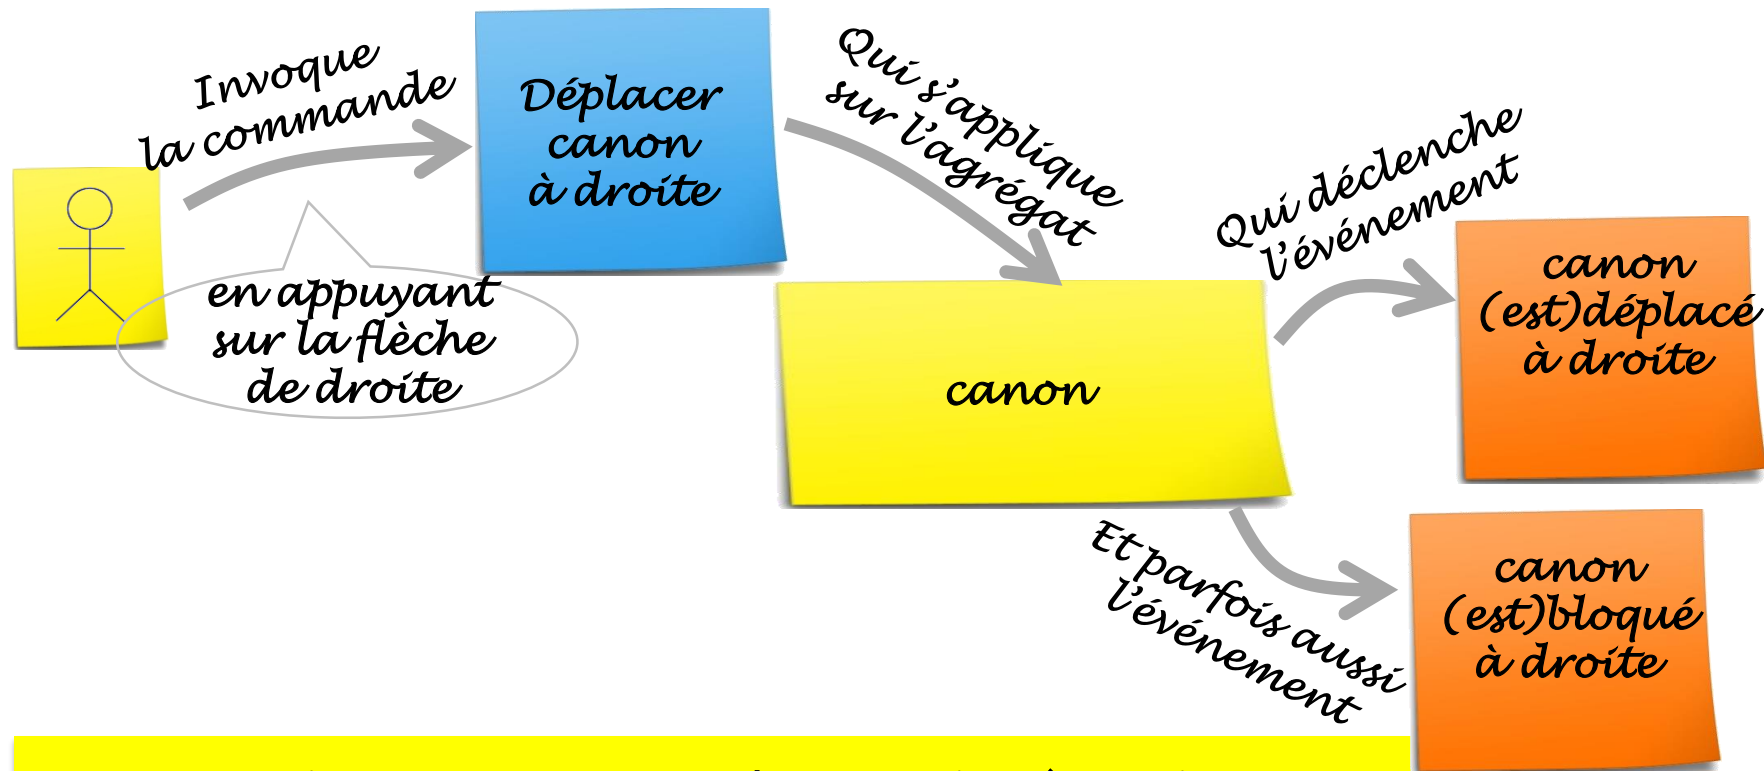 Invoque
la commande
en appuyant
sur la flèche
de droite
Déplacer
canon
à droite
Qui s'applique
sur l'agrégat
canon
Qui déclenche
l'événement
canon
(est)déplacé
à droite
Et parfois aussi
l'événement
canon
(est)bloqué
à droite